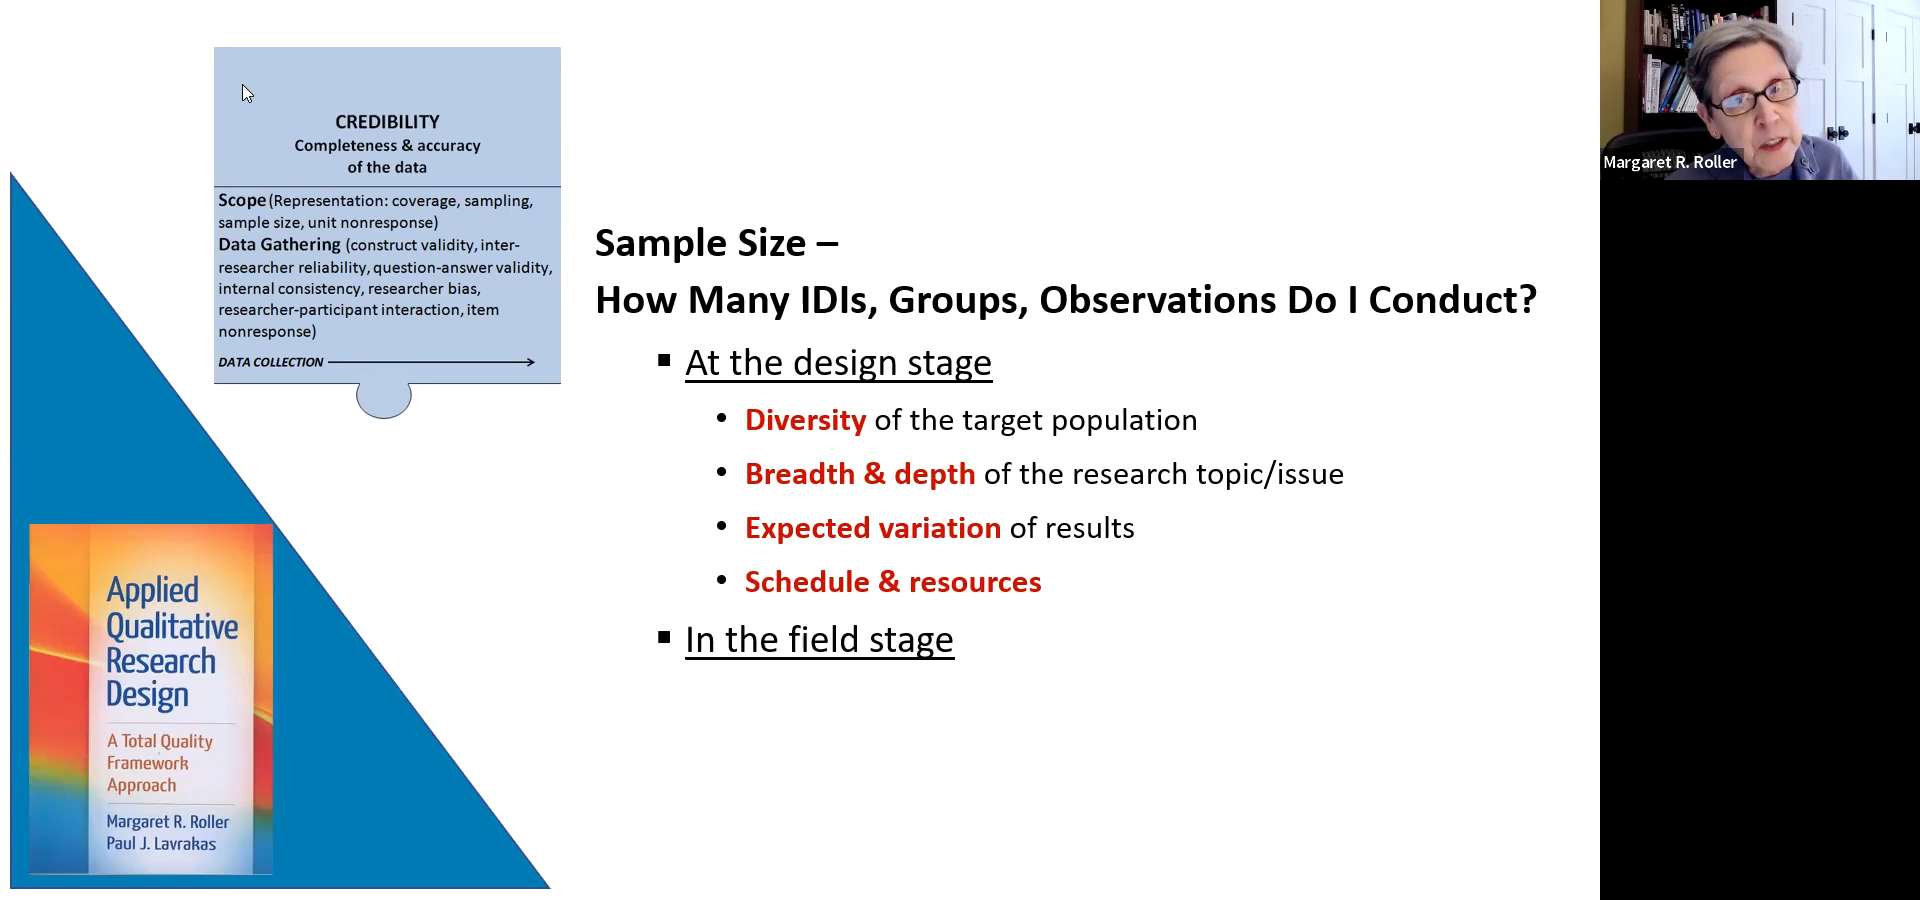 CREDIBILITY
Completeness & accuracy
of the data
Scope (Representation: coverage, sampling,
sample size, unit nonresponse)
Data Gathering (construct validity, inter-
researcher reliability, question-answer validity,
internal consistency, researcher bias,
researcher-participant interaction, item
nonresponse)
DATA COLLECTION
Sample Size –
How Many IDIs, Groups, Observations Do I Conduct?
▪ At the design stage
• Diversity of the target population
• Breadth & depth of the research topic/issue
• Expected variation of results
• Schedule & resources
▪ In the field stage
Applied
Qualitative
Research
Design
A Total Quality
Framework
Approach
Margaret R. Roller
Paul J. Lavrakas
Margaret R. Roller